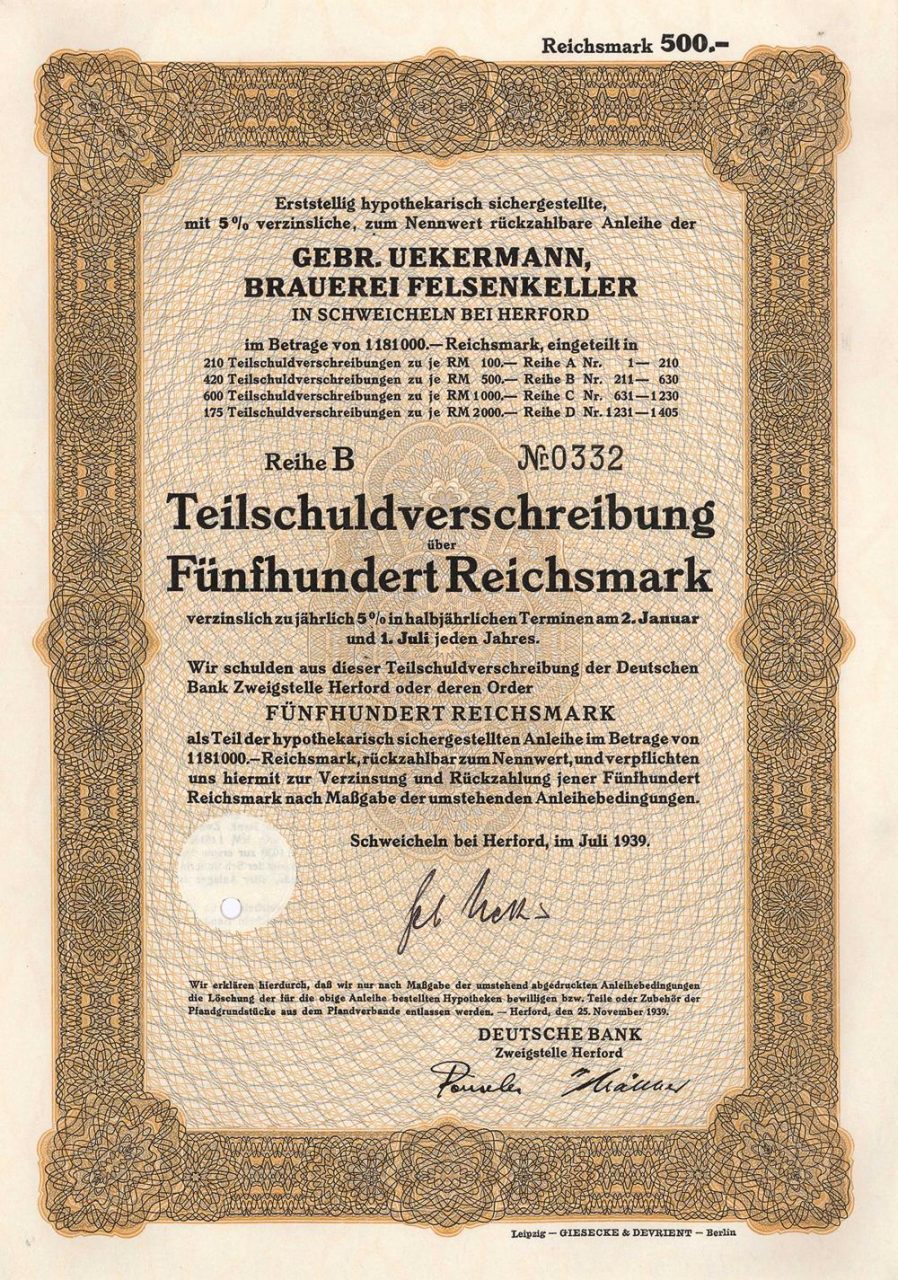 Reichsmark 500.–
Erststellig hypothekarisch sichergestellte,
mit 5% verzinsliche, zum Nennwert rückzahlbare Anleihe der
GEBR. UEKERMANN,
BRAUEREI FELSENKELLER
IN SCHWEICHELN BEI HERFORD
im Betrage von 1181000.— Reichsmark, eingeteilt in
210 Teilschuldverschreibungen zu je RM 100.— Reihe A Nr. 1— 210
420 Teilschuldverschreibungen zu je RM 500.— Reihe B Nr. 211— 630
600 Teilschuldverschreibungen zu je RM 1000.— Reihe C Nr. 631—1230
175 Teilschuldverschreibungen zu je RM 2000.— Reihe D Nr. 1231—1405
Reihe B № 0332
Teilschuldverschreibung
über
Fünfhundert Reichsmark
verzinslich zu jährlich 5% in halbjährlichen Terminen am 2. Januar
und 1. Juli jeden Jahres.
Wir schulden aus dieser Teilschuldverschreibung der Deutschen
Bank Zweigstelle Herford oder deren Order
FÜNFHUNDERT REICHSMARK
als Teil der hypothekarisch sichergestellten Anleihe im Betrage von
1181000.–Reichsmark, rückzahlbar zum Nennwert, und verpflichten
uns hiermit zur Verzinsung und Rückzahlung jener Fünfhundert
Reichsmark nach Maßgabe der umstehenden Anleihebedingungen.
Schweicheln bei Herford, im Juli 1939.
Wir erklären hierdurch, daß wir nur nach Maßgabe der umstehend abgedruckten Anleihebedingungen
die Löschung der für die obige Anleihe bestellten Hypotheken bewilligen bzw. Teile oder Zubehör der
Pfandgrundstücke aus dem Pfandverbande entlassen werden. — Herford, den 25. November 1939.
DEUTSCHE BANK
Zweigstelle Herford
Leipzig — GIESECKE & DEVRIENT — Berlin